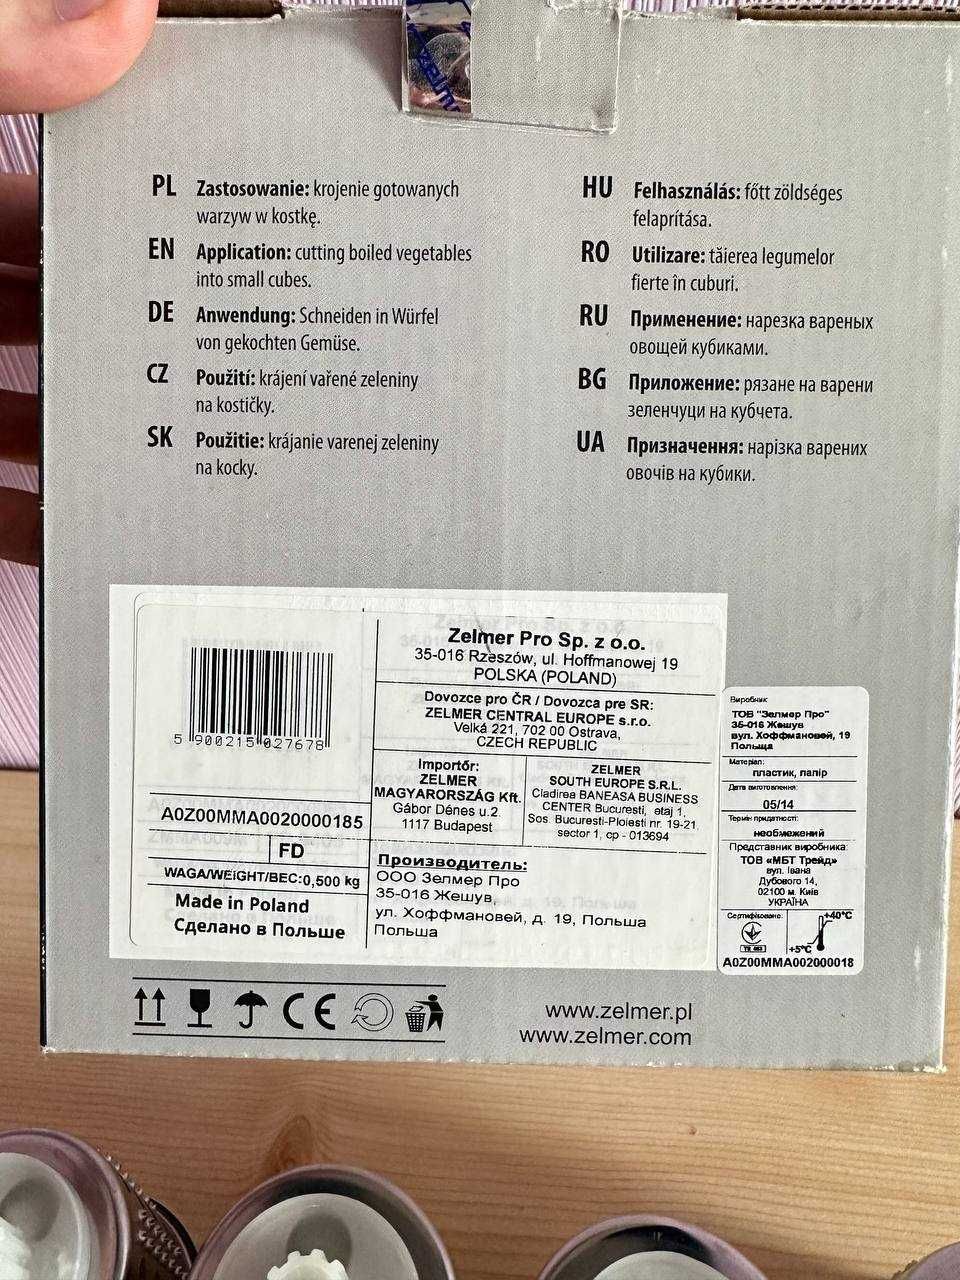 zelmer
PL Zastosowanie: krojenie gotowanych
warzyw w kostkę.
EN Application: cutting boiled vegetables
into small cubes.
DE Anwendung: Schneiden in Würfel
von gekochten Gemüse.
CZ Použití: krájení vařené zeleniny
na kostičky.
SK Použitie: krájanie varenej zeleniny
na kocky.
HU Felhasználás: főtt zöldséges
felaprítása.
RO Utilizare: tăierea legumelor
fierte în cuburi.
RU Применение: нарезка вареных
овощей кубиками.
BG Приложение: рязане на варени
зеленчуци на кубчета.
UA Призначення: нарізка варених
овочів на кубики.
5 900215 027678
A0Z00MMA0020000185
FD
WAGA/WEIGHT/ВЕС:0,500 kg
Made in Poland
Сделано в Польше
Zelmer Pro Sp. z o.o.
35-016 Rzeszów, ul. Hoffmanowej 19
POLSKA (POLAND)
Dovozce pro ČR / Dovozca pre SR:
ZELMER CENTRAL EUROPE s.r.o.
Velká 221, 702 00 Ostrava,
CZECH REPUBLIC
Importőr:
ZELMER
MAGYARORSZÁG Kft.
Gábor Dénes u.2.
1117 Budapest
ZELMER
SOUTH EUROPE S.R.L.
Cladirea BANEASA BUSINESS
CENTER Bucuresti, etaj 1,
Sos. Bucuresti-Ploiesti nr. 19-21,
sector 1, cp - 013694
Производитель:
ООО Зелмер Про
35-016 Жешув,
ул. Хоффмановей, д. 19, Польша
Польша
Виробник
ТОВ "Зелмер Про"
35-016 Жешув
вул. Хоффмановей, 19
Польща
Матеріал:
пластик, папір
Дата виготовлення:
05/14
Термін придатності:
необмежений
Представник виробника:
ТОВ «МБТ Трейд»
вул. Івана
Дубового 14,
02100 м. Київ
УКРАЇНА
Сертифіковано:
+40°C
+5°C
A0Z00MMA002000018
CE
www.zelmer.pl
www.zelmer.com